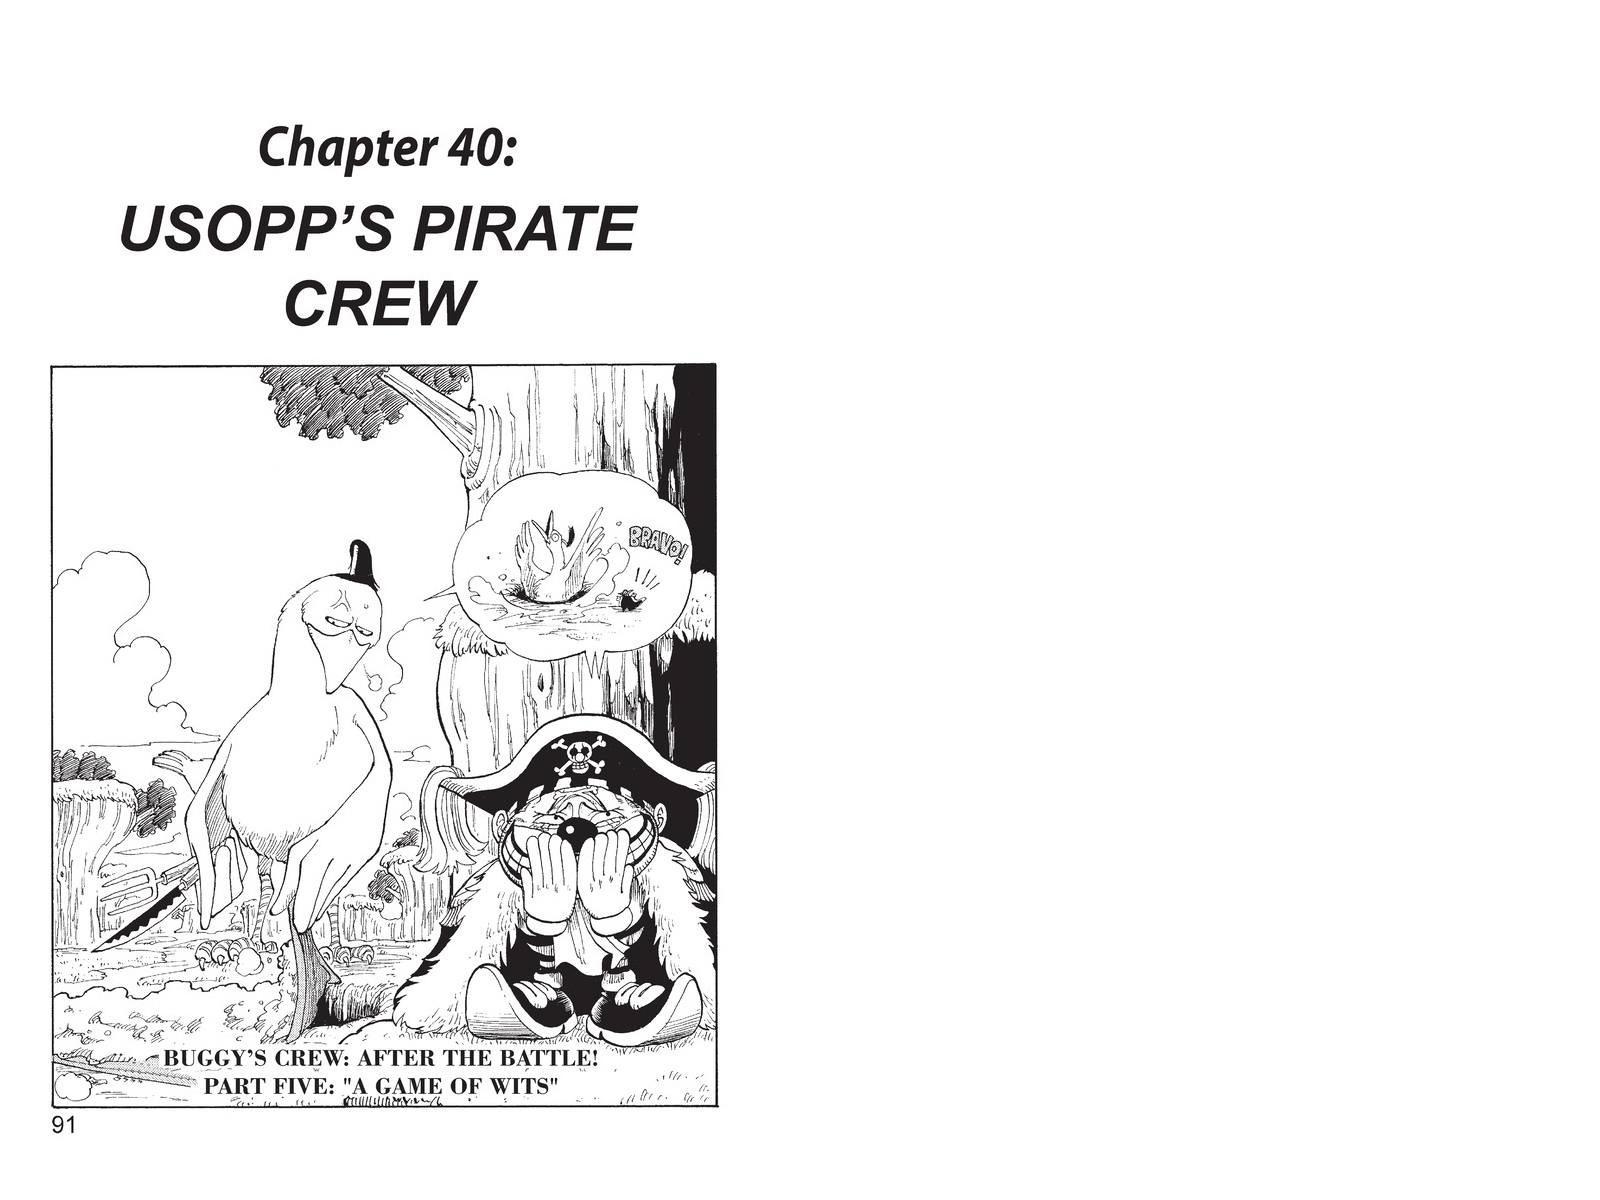 Chapter 40:
USOPP'S PIRATE
CREW
BRAVO!
BUGGY'S CREW: AFTER THE BATTLE!
PART FIVE: "A GAME OF WITS"
91